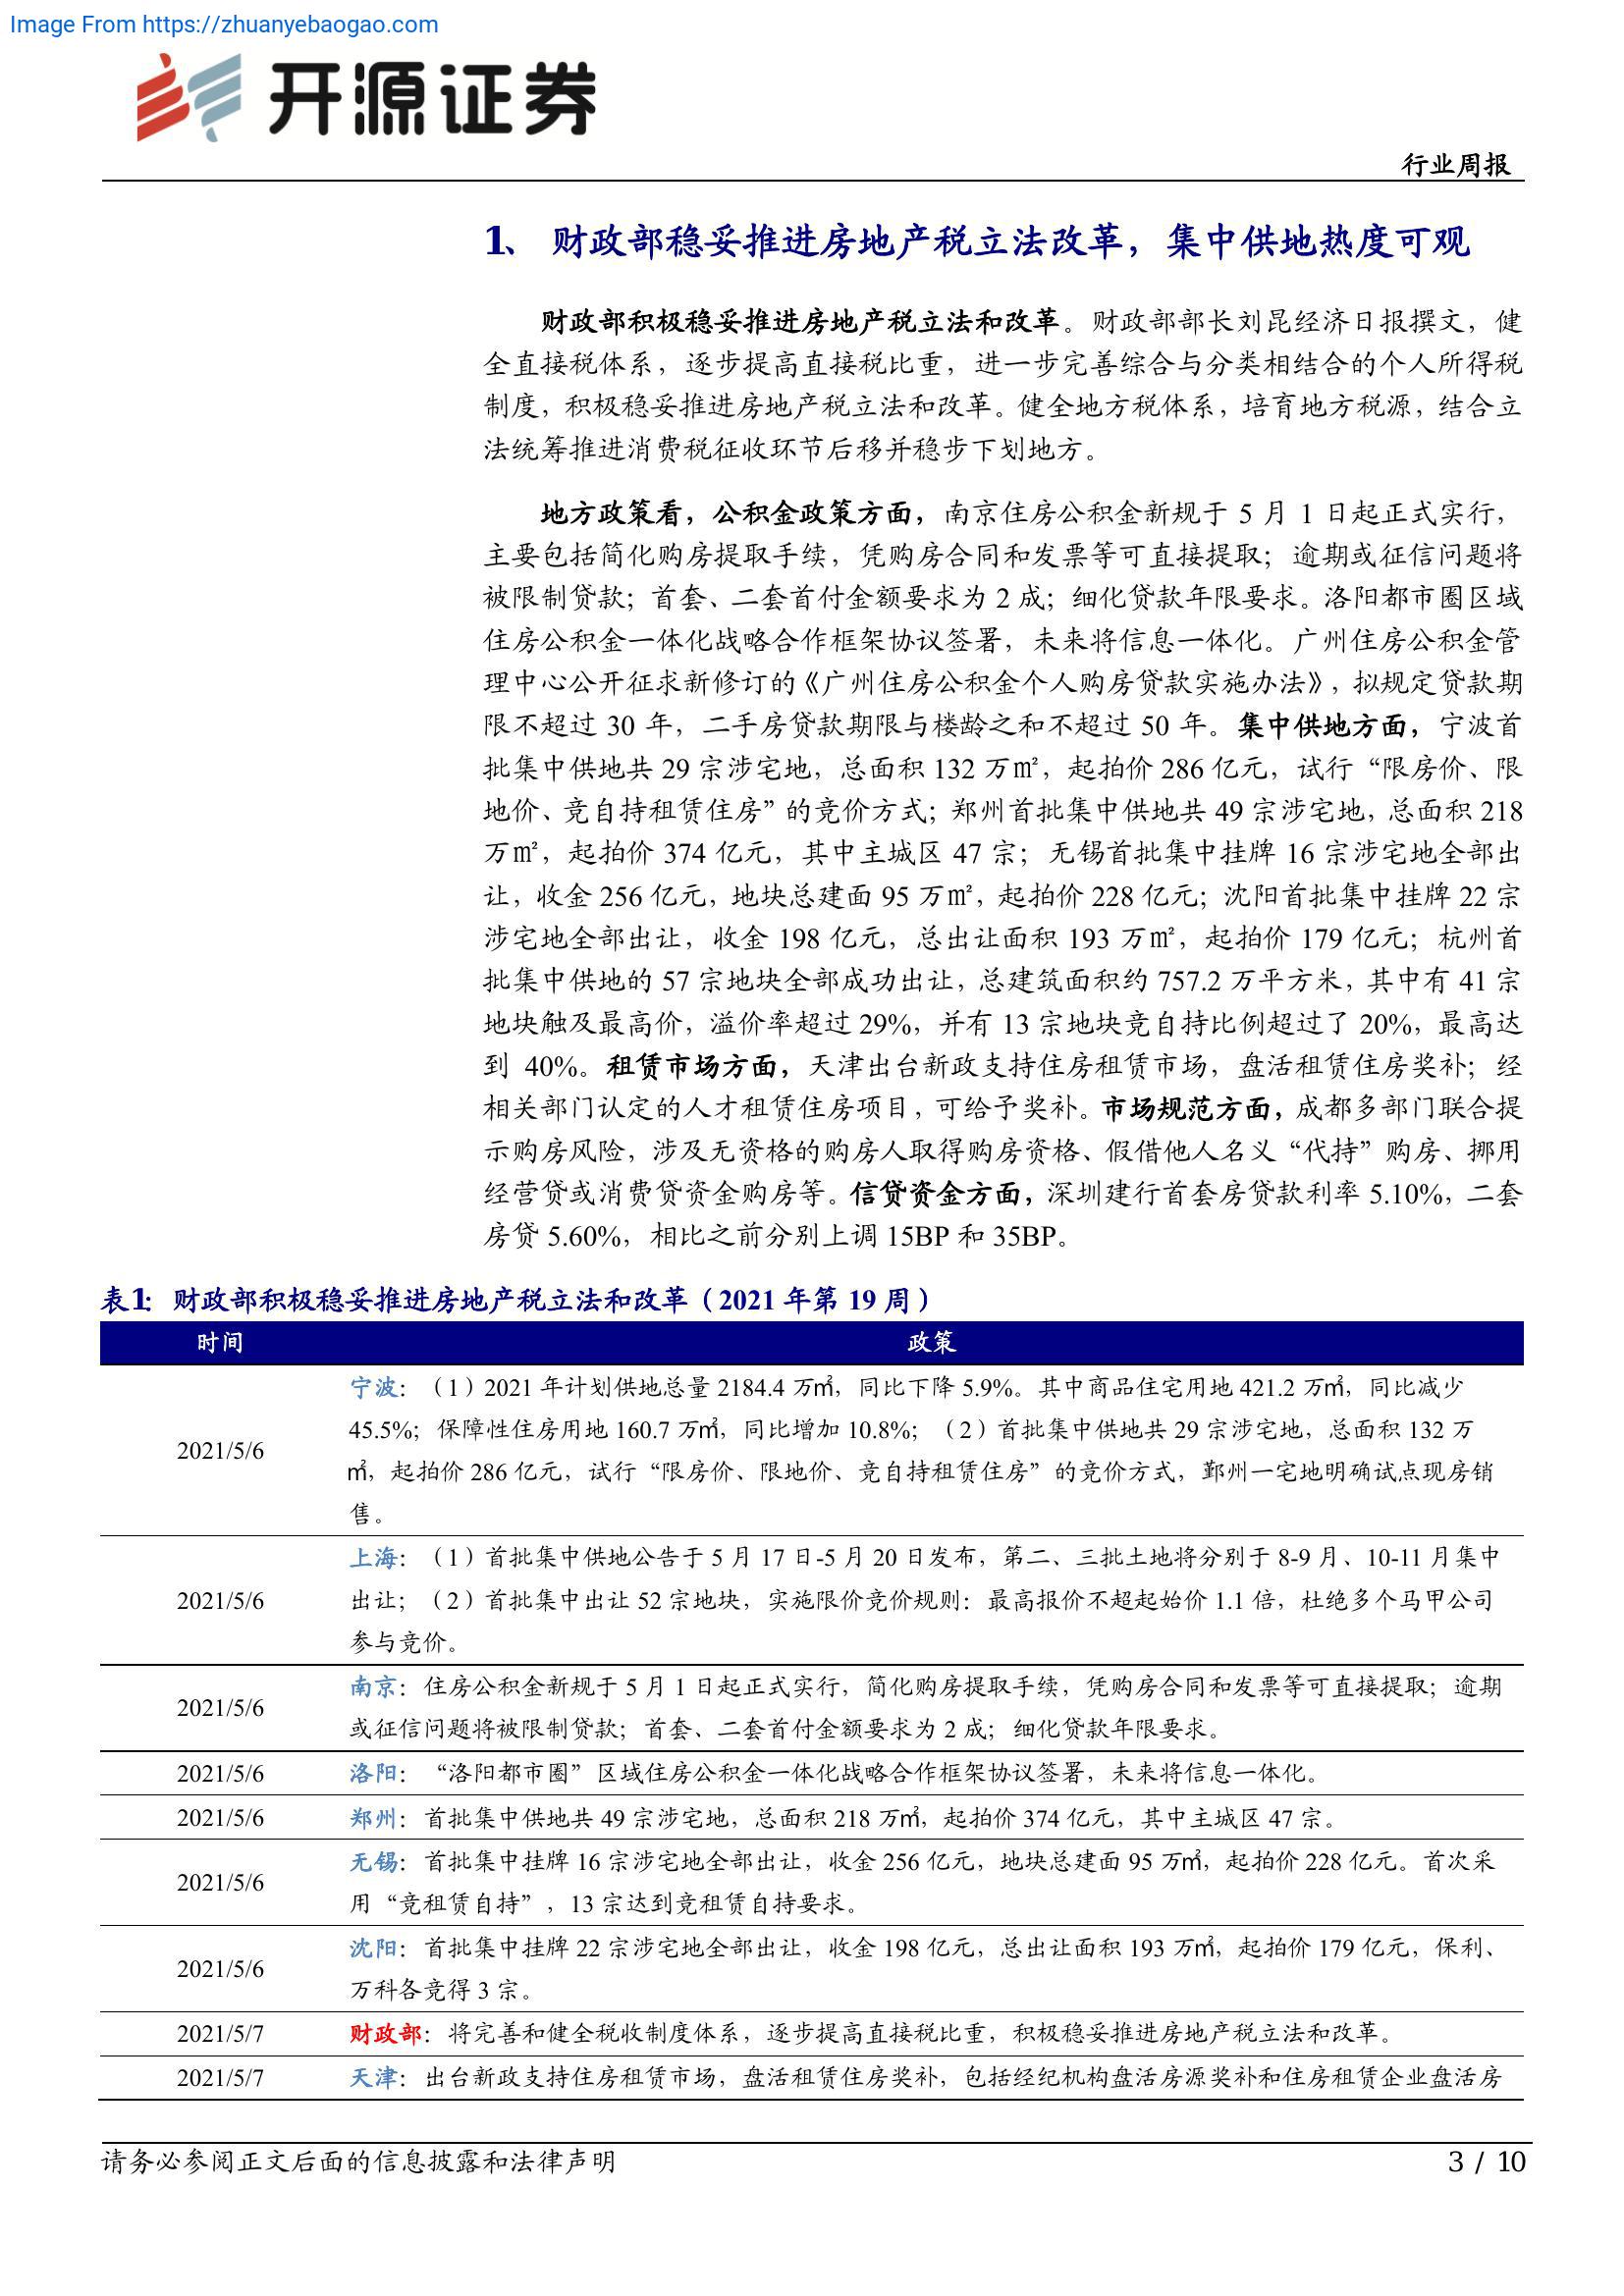 Image From https://zhuanyebaogao.com
开源证券
行业周报
1、 财政部稳妥推进房地产税立法改革，集中供地热度可观
财政部积极稳妥推进房地产税立法和改革。财政部部长刘昆经济日报撰文，健
全直接税体系，逐步提高直接税比重，进一步完善综合与分类相结合的个人所得税
制度，积极稳妥推进房地产税立法和改革。健全地方税体系，培育地方税源，结合立
法统筹推进消费税征收环节后移并稳步下划地方。
地方政策看，公积金政策方面，南京住房公积金新规于 5 月 1 日起正式实行，
主要包括简化购房提取手续，凭购房合同和发票等可直接提取；逾期或征信问题将
被限制贷款；首套、二套首付金额要求为 2 成；细化贷款年限要求。洛阳都市圈区域
住房公积金一体化战略合作框架协议签署，未来将信息一体化。广州住房公积金管
理中心公开征求新修订的《广州住房公积金个人购房贷款实施办法》，拟规定贷款期
限不超过 30 年，二手房贷款期限与楼龄之和不超过 50 年。集中供地方面，宁波首
批集中供地共 29 宗涉宅地，总面积 132 万㎡，起拍价 286 亿元，试行“限房价、限
地价、竞自持租赁住房”的竞价方式；郑州首批集中供地共 49 宗涉宅地，总面积 218
万㎡，起拍价 374 亿元，其中主城区 47 宗；无锡首批集中挂牌 16 宗涉宅地全部出
让，收金 256 亿元，地块总建面 95 万㎡，起拍价 228 亿元；沈阳首批集中挂牌 22 宗
涉宅地全部出让，收金 198 亿元，总出让面积 193 万㎡，起拍价 179 亿元；杭州首
批集中供地的 57 宗地块全部成功出让，总建筑面积约 757.2 万平方米，其中有 41 宗
地块触及最高价，溢价率超过 29%，并有 13 宗地块竞自持比例超过了 20%，最高达
到 40%。租赁市场方面，天津出台新政支持住房租赁市场，盘活租赁住房奖补；经
相关部门认定的人才租赁住房项目，可给予奖补。市场规范方面，成都多部门联合提
示购房风险，涉及无资格的购房人取得购房资格、假借他人名义“代持”购房、挪用
经营贷或消费贷资金购房等。信贷资金方面，深圳建行首套房贷款利率 5.10%，二套
房贷 5.60%，相比之前分别上调 15BP 和 35BP。
表1： 财政部积极稳妥推进房地产税立法和改革（2021 年第 19 周）
时间 政策
宁波：（1）2021 年计划供地总量 2184.4 万㎡，同比下降 5.9%。其中商品住宅用地 421.2 万㎡，同比减少
45.5%；保障性住房用地 160.7 万㎡，同比增加 10.8%；（2）首批集中供地共 29 宗涉宅地，总面积 132 万
2021/5/6
㎡，起拍价 286 亿元，试行“限房价、限地价、竞自持租赁住房”的竞价方式，鄞州一宅地明确试点现房销
售。
上海：（1）首批集中供地公告于 5 月 17 日-5 月 20 日发布，第二、三批土地将分别于 8-9 月、10-11 月集中
2021/5/6 出让；（2）首批集中出让 52 宗地块，实施限价竞价规则：最高报价不超起始价 1.1 倍，杜绝多个马甲公司
参与竞价。
2021/5/6 南京：住房公积金新规于 5 月 1 日起正式实行，简化购房提取手续，凭购房合同和发票等可直接提取；逾期
或征信问题将被限制贷款；首套、二套首付金额要求为 2 成；细化贷款年限要求。
2021/5/6 洛阳：“洛阳都市圈”区域住房公积金一体化战略合作框架协议签署，未来将信息一体化。
2021/5/6 郑州：首批集中供地共 49 宗涉宅地，总面积 218 万㎡，起拍价 374 亿元，其中主城区 47 宗。
2021/5/6 无锡：首批集中挂牌 16 宗涉宅地全部出让，收金 256 亿元，地块总建面 95 万㎡，起拍价 228 亿元。首次采
用“竞租赁自持”，13 宗达到竞租赁自持要求。
2021/5/6 沈阳：首批集中挂牌 22 宗涉宅地全部出让，收金 198 亿元，总出让面积 193 万㎡，起拍价 179 亿元，保利、
万科各竞得 3 宗。
2021/5/7 财政部：将完善和健全税收制度体系，逐步提高直接税比重，积极稳妥推进房地产税立法和改革。
2021/5/7 天津：出台新政支持住房租赁市场，盘活租赁住房奖补，包括经纪机构盘活房源奖补和住房租赁企业盘活房
请务必参阅正文后面的信息披露和法律声明 3 / 10